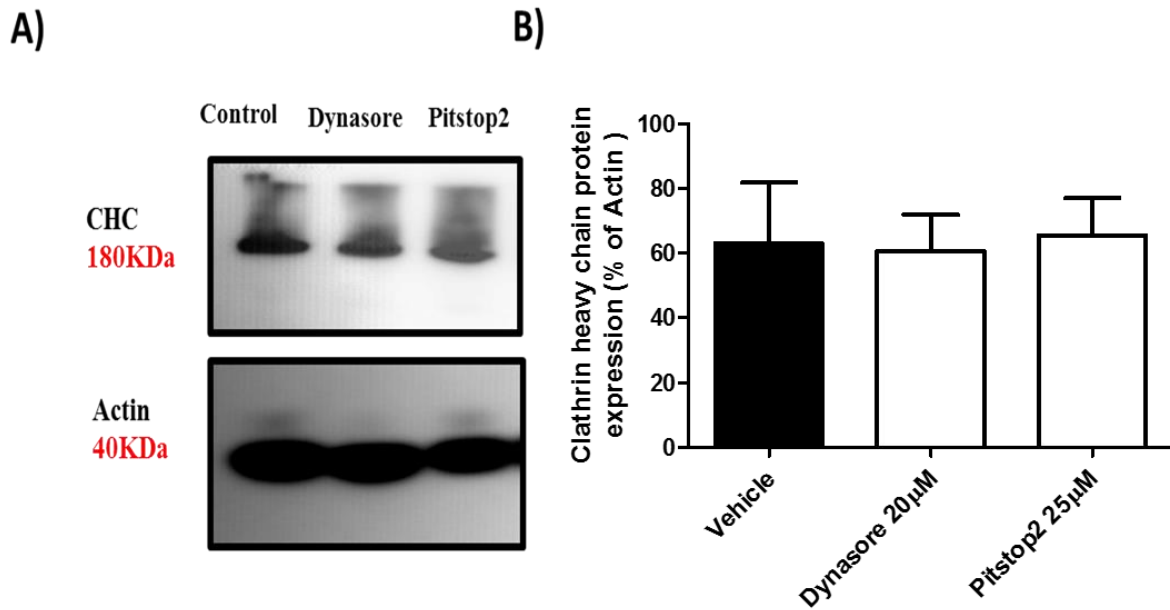 A)
Control Dynasore Pitstop2
CHC
180KDa
Actin
40KDa
B)
Clathrin heavy chain protein
expression (% of Actin )
100
80
60
40
20
0
Vehicle
Dynasore 20µM
Pitstop2 25µM